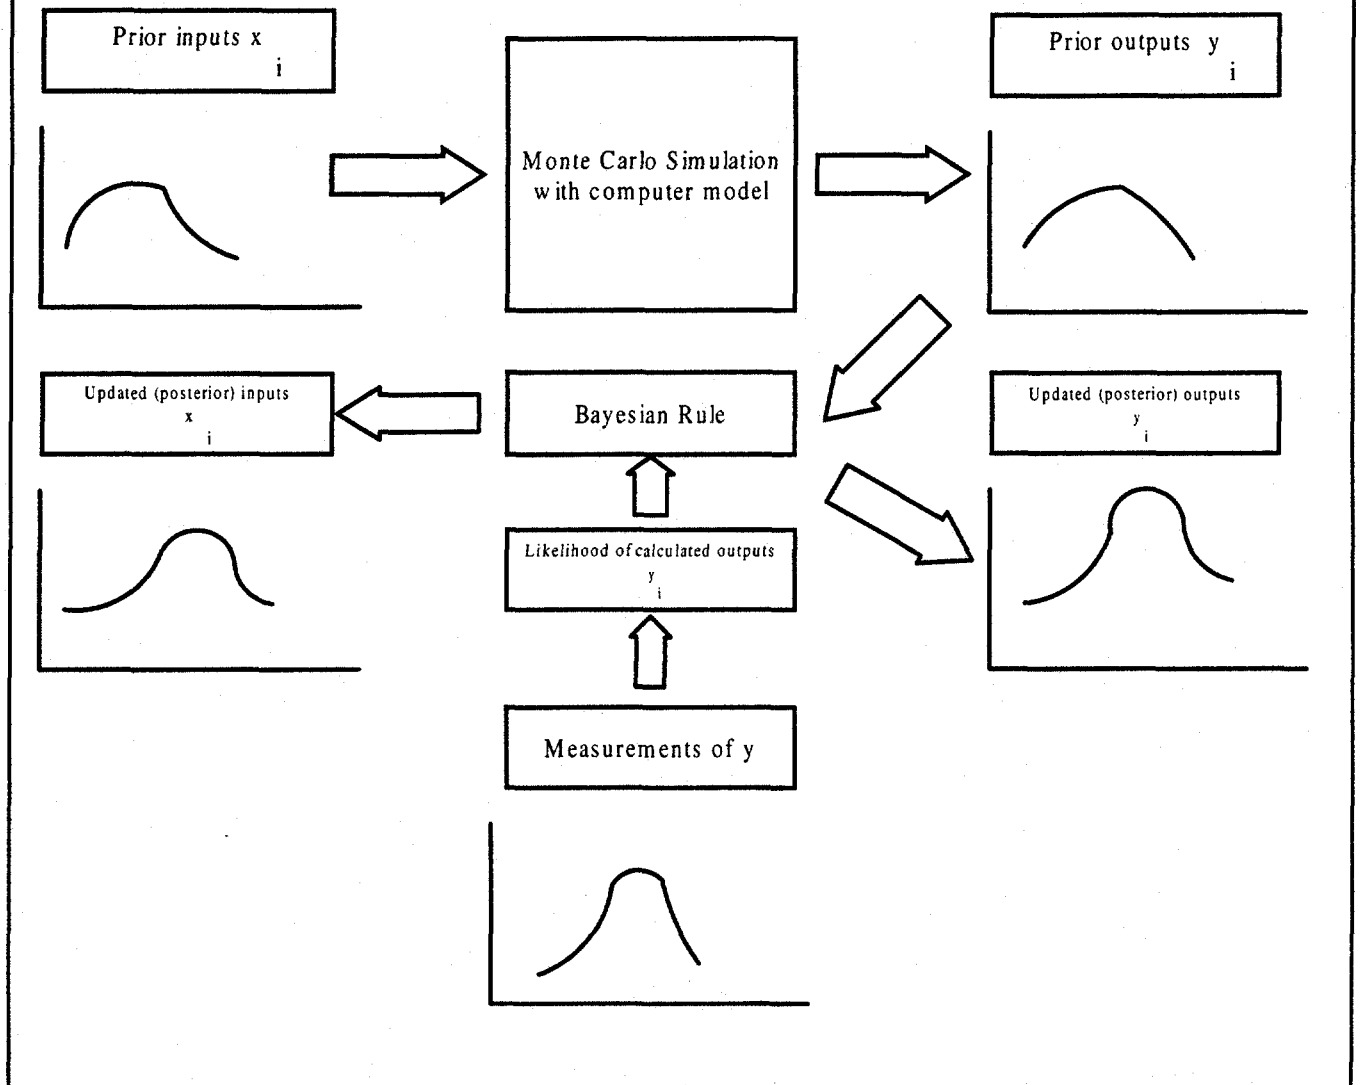 Prior inputs x
i
Monte Carlo Simulation
with computer model
Prior outputs y
i
Updated (posterior) inputs
x
i
Bayesian Rule
Updated (posterior) outputs
y
i
Likelihood of calculated outputs
y
i
Measurements of y